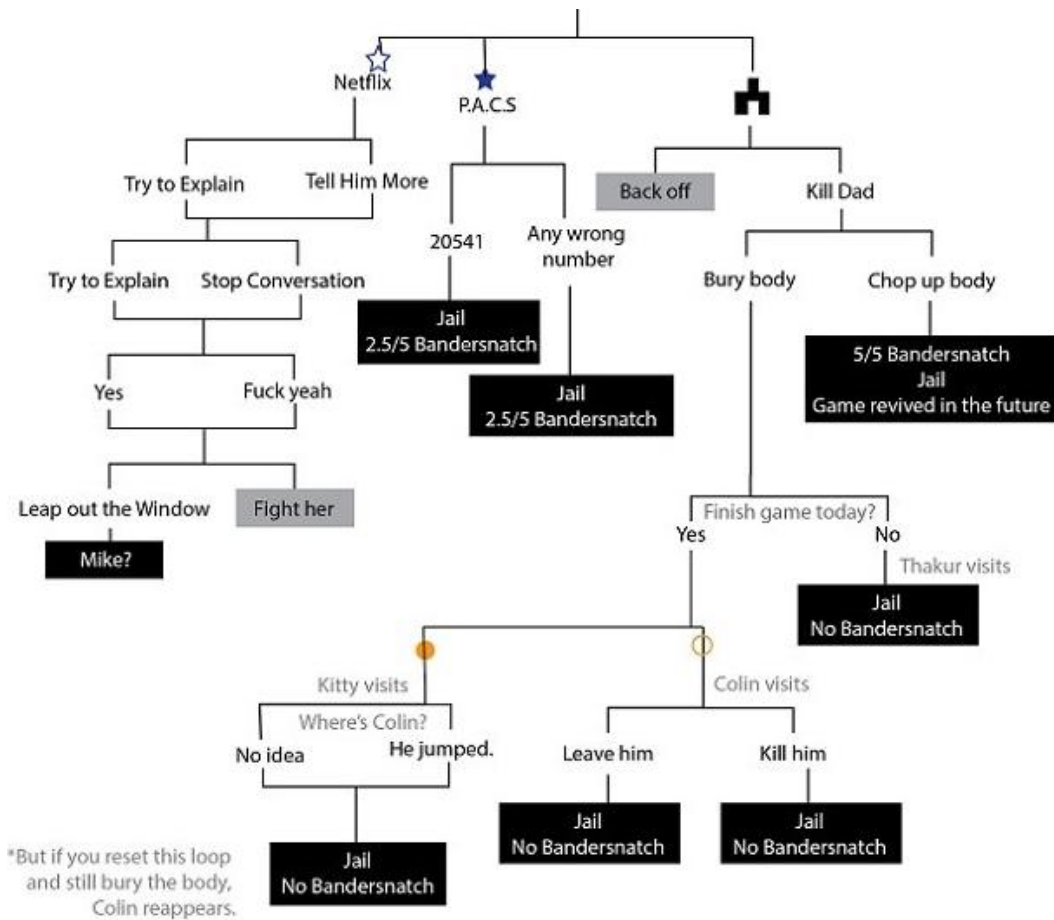 Netflix
P.A.C.S
Try to Explain
Tell Him More
Back off
Kill Dad
20541
Any wrong
number
Try to Explain
Stop Conversation
Bury body
Chop up body
Jail
2.5/5 Bandersnatch
Jail
2.5/5 Bandersnatch
5/5 Bandersnatch
Jail
Game revived in the future
Yes
Fuck yeah
Leap out the Window
Fight her
Mike?
Finish game today?
Yes
No
Thakur visits
Jail
No Bandersnatch
Kitty visits
Colin visits
Where's Colin?
No idea
He jumped.
Leave him
Kill him
Jail
No Bandersnatch
Jail
No Bandersnatch
Jail
No Bandersnatch
*But if you reset this loop
and still bury the body,
Colin reappears.